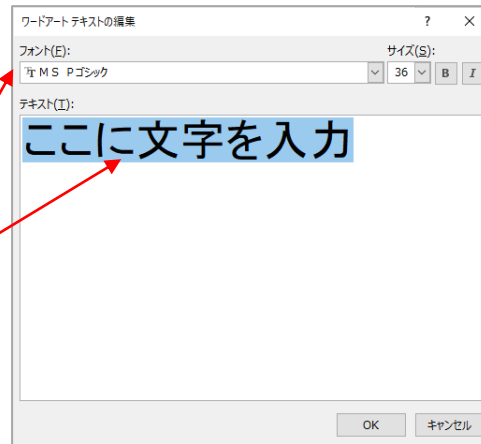 ワードアート テキストの編集 ? ×
フォント(F): サイズ(S):
Tr ＭＳ Ｐゴシック 36 B I
テキスト(T):
ここに文字を入力
OK キャンセル